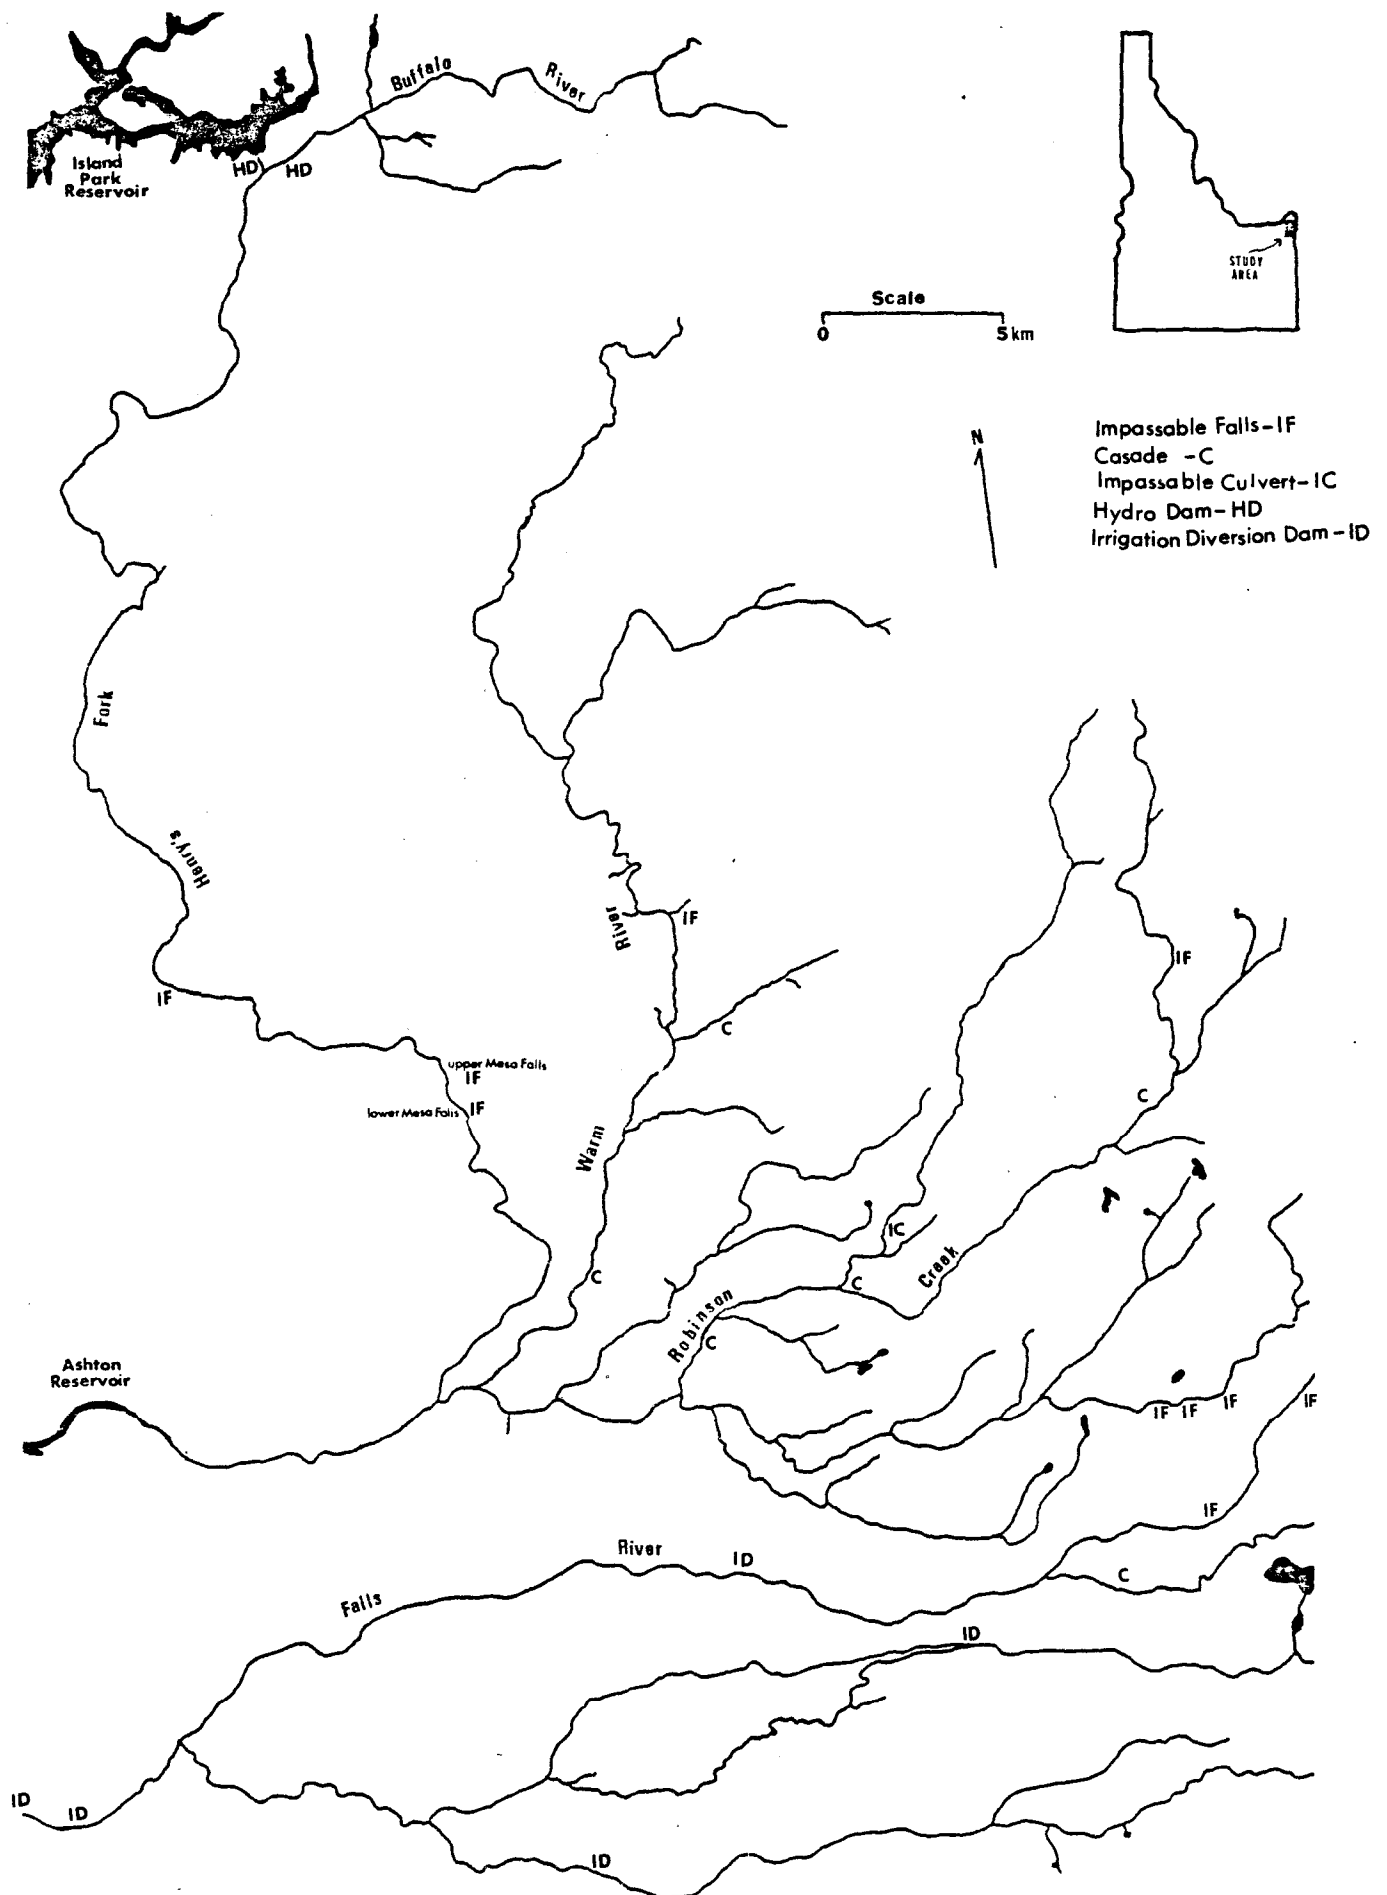 Buffalo
River
Island
Park
Reservoir
HD
HD
STUDY
AREA
Scale
0
5 km
N
Impassable Falls-IF
Casade -C
Impassable Culvert-IC
Hydro Dam-HD
Irrigation Diversion Dam-ID
Fork
Henry's
River
IF
IF
IF
C
upper Mesa Falls
IF
lower Mesa Falls
IF
C
Warm
IC
Creek
C
C
Robinson
C
Ashton
Reservoir
IF
IF
IF
IF
IF
River
ID
C
Falls
ID
ID
ID
ID